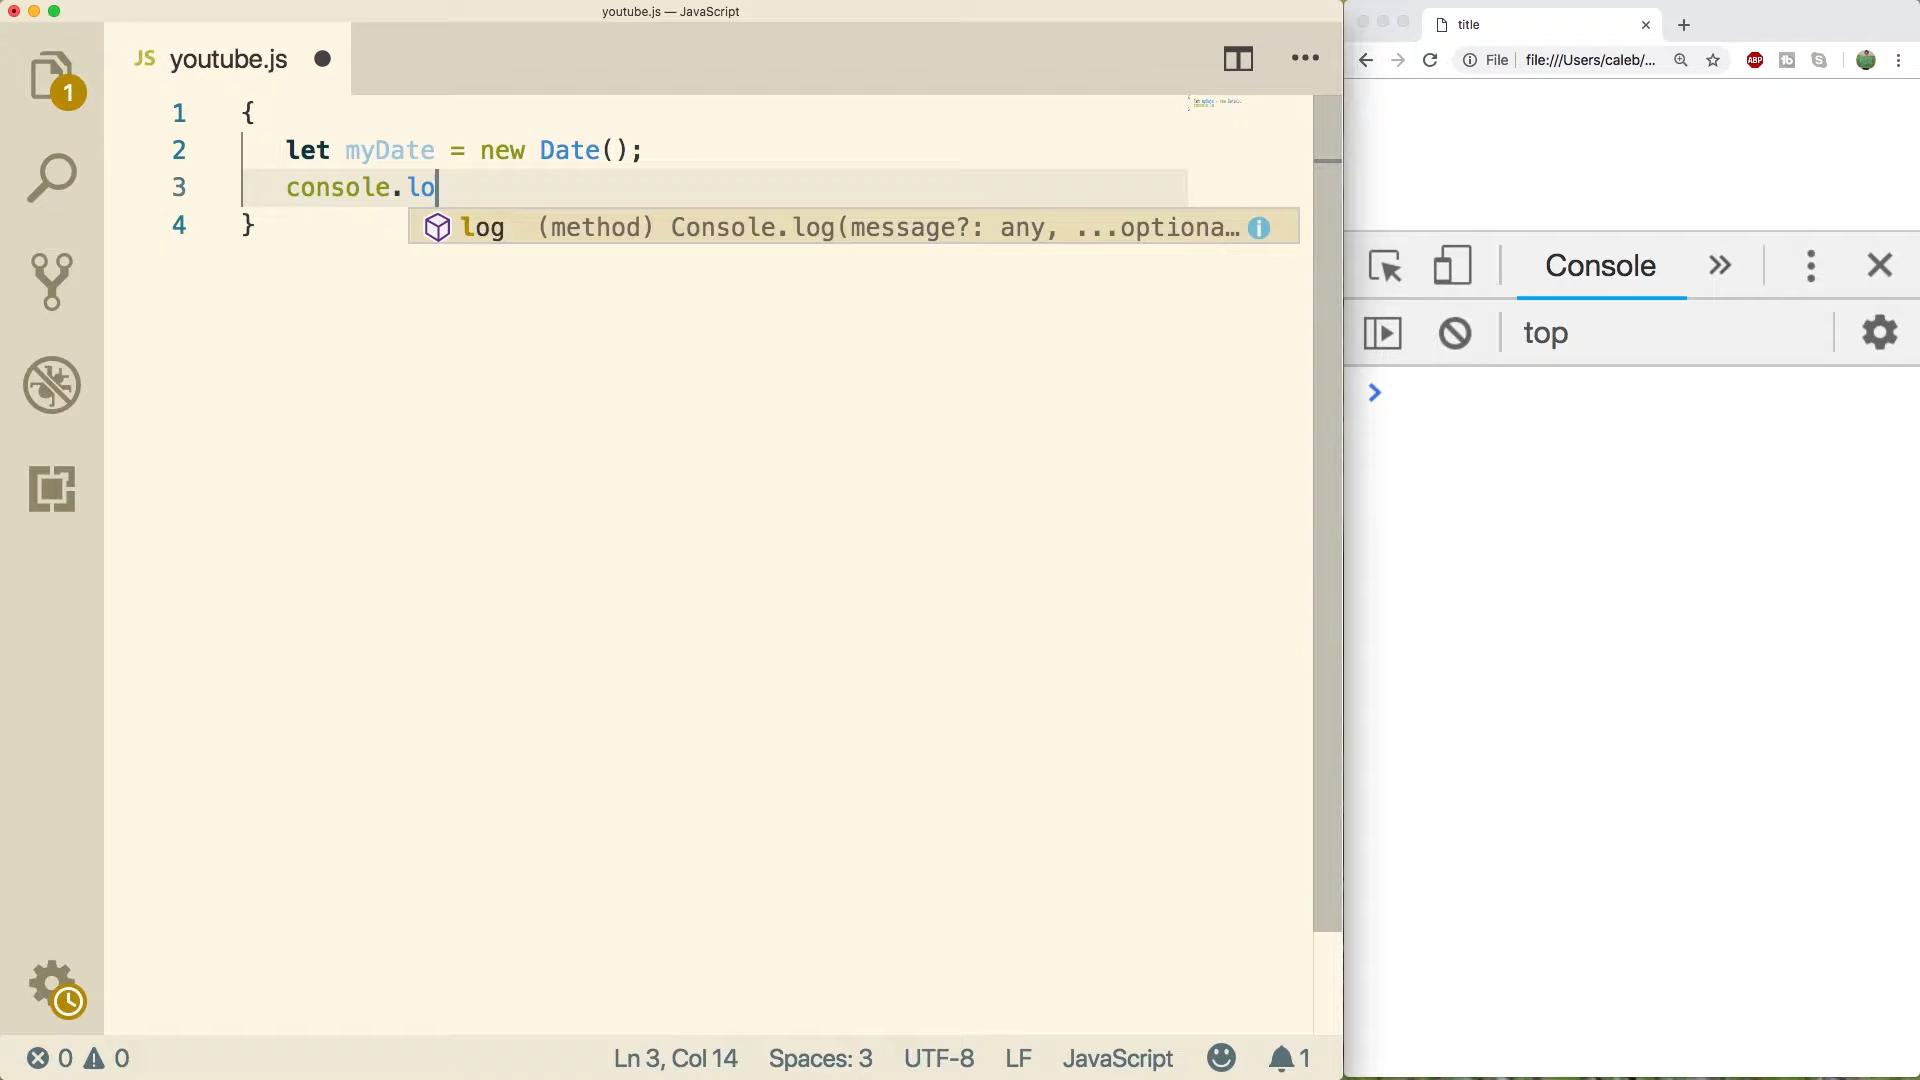 youtube.js — JavaScript
JS youtube.js
1
1 {
2 let myDate = new Date();
3 console.lo
log (method) Console.log(message?: any, ...optiona…
4 }
0 0
Ln 3, Col 14 Spaces: 3 UTF-8 LF JavaScript 1
title
File file:///Users/caleb/...
ABP
Console
top